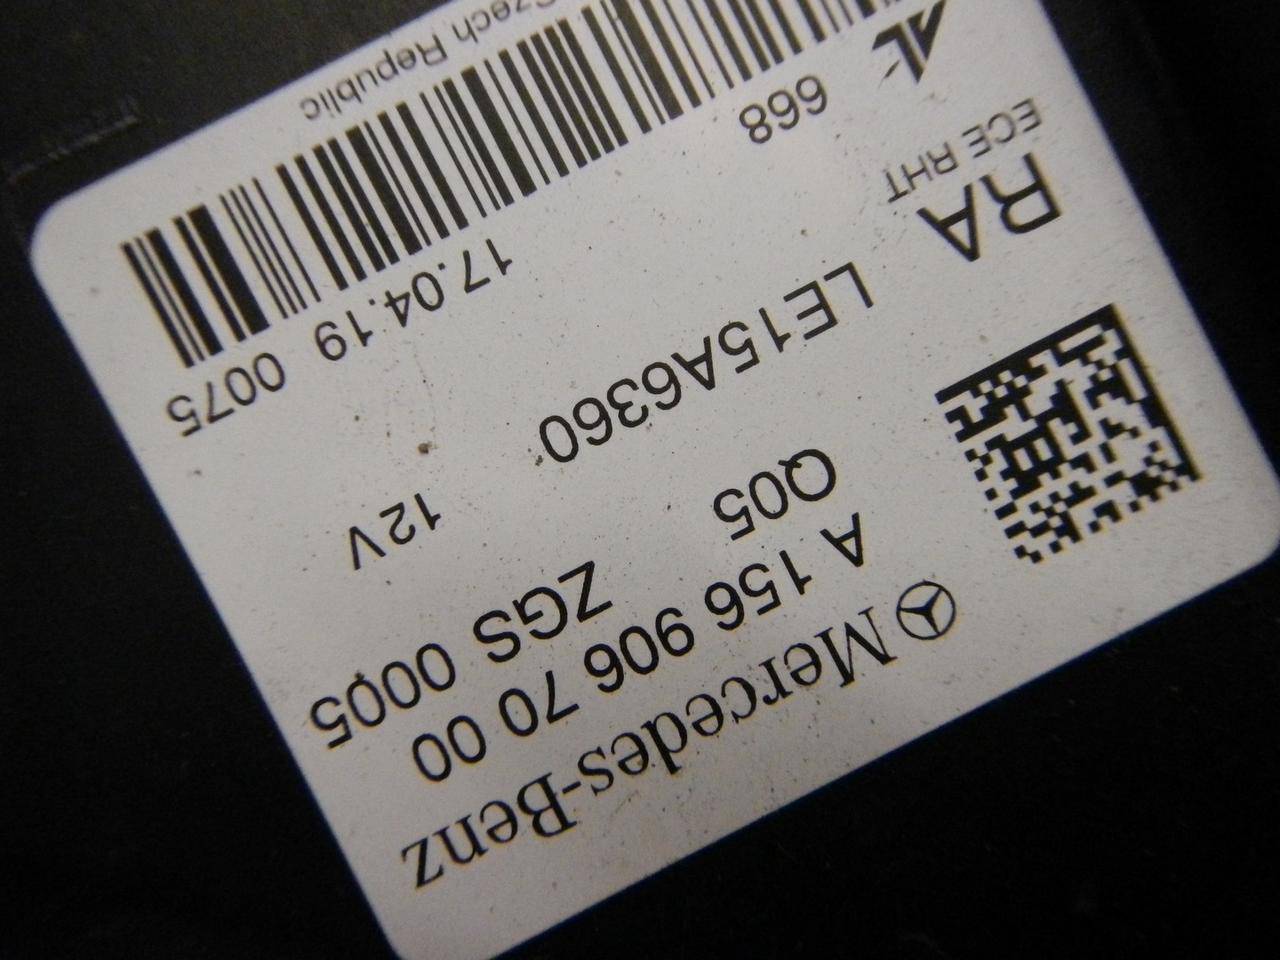 Mercedes-Benz
A 156 906 70 00
Q05 ZGS 0005
12V
LE15A6360
RA
ECE RHT
17.04.19 0075
668
AL
Czech Republic